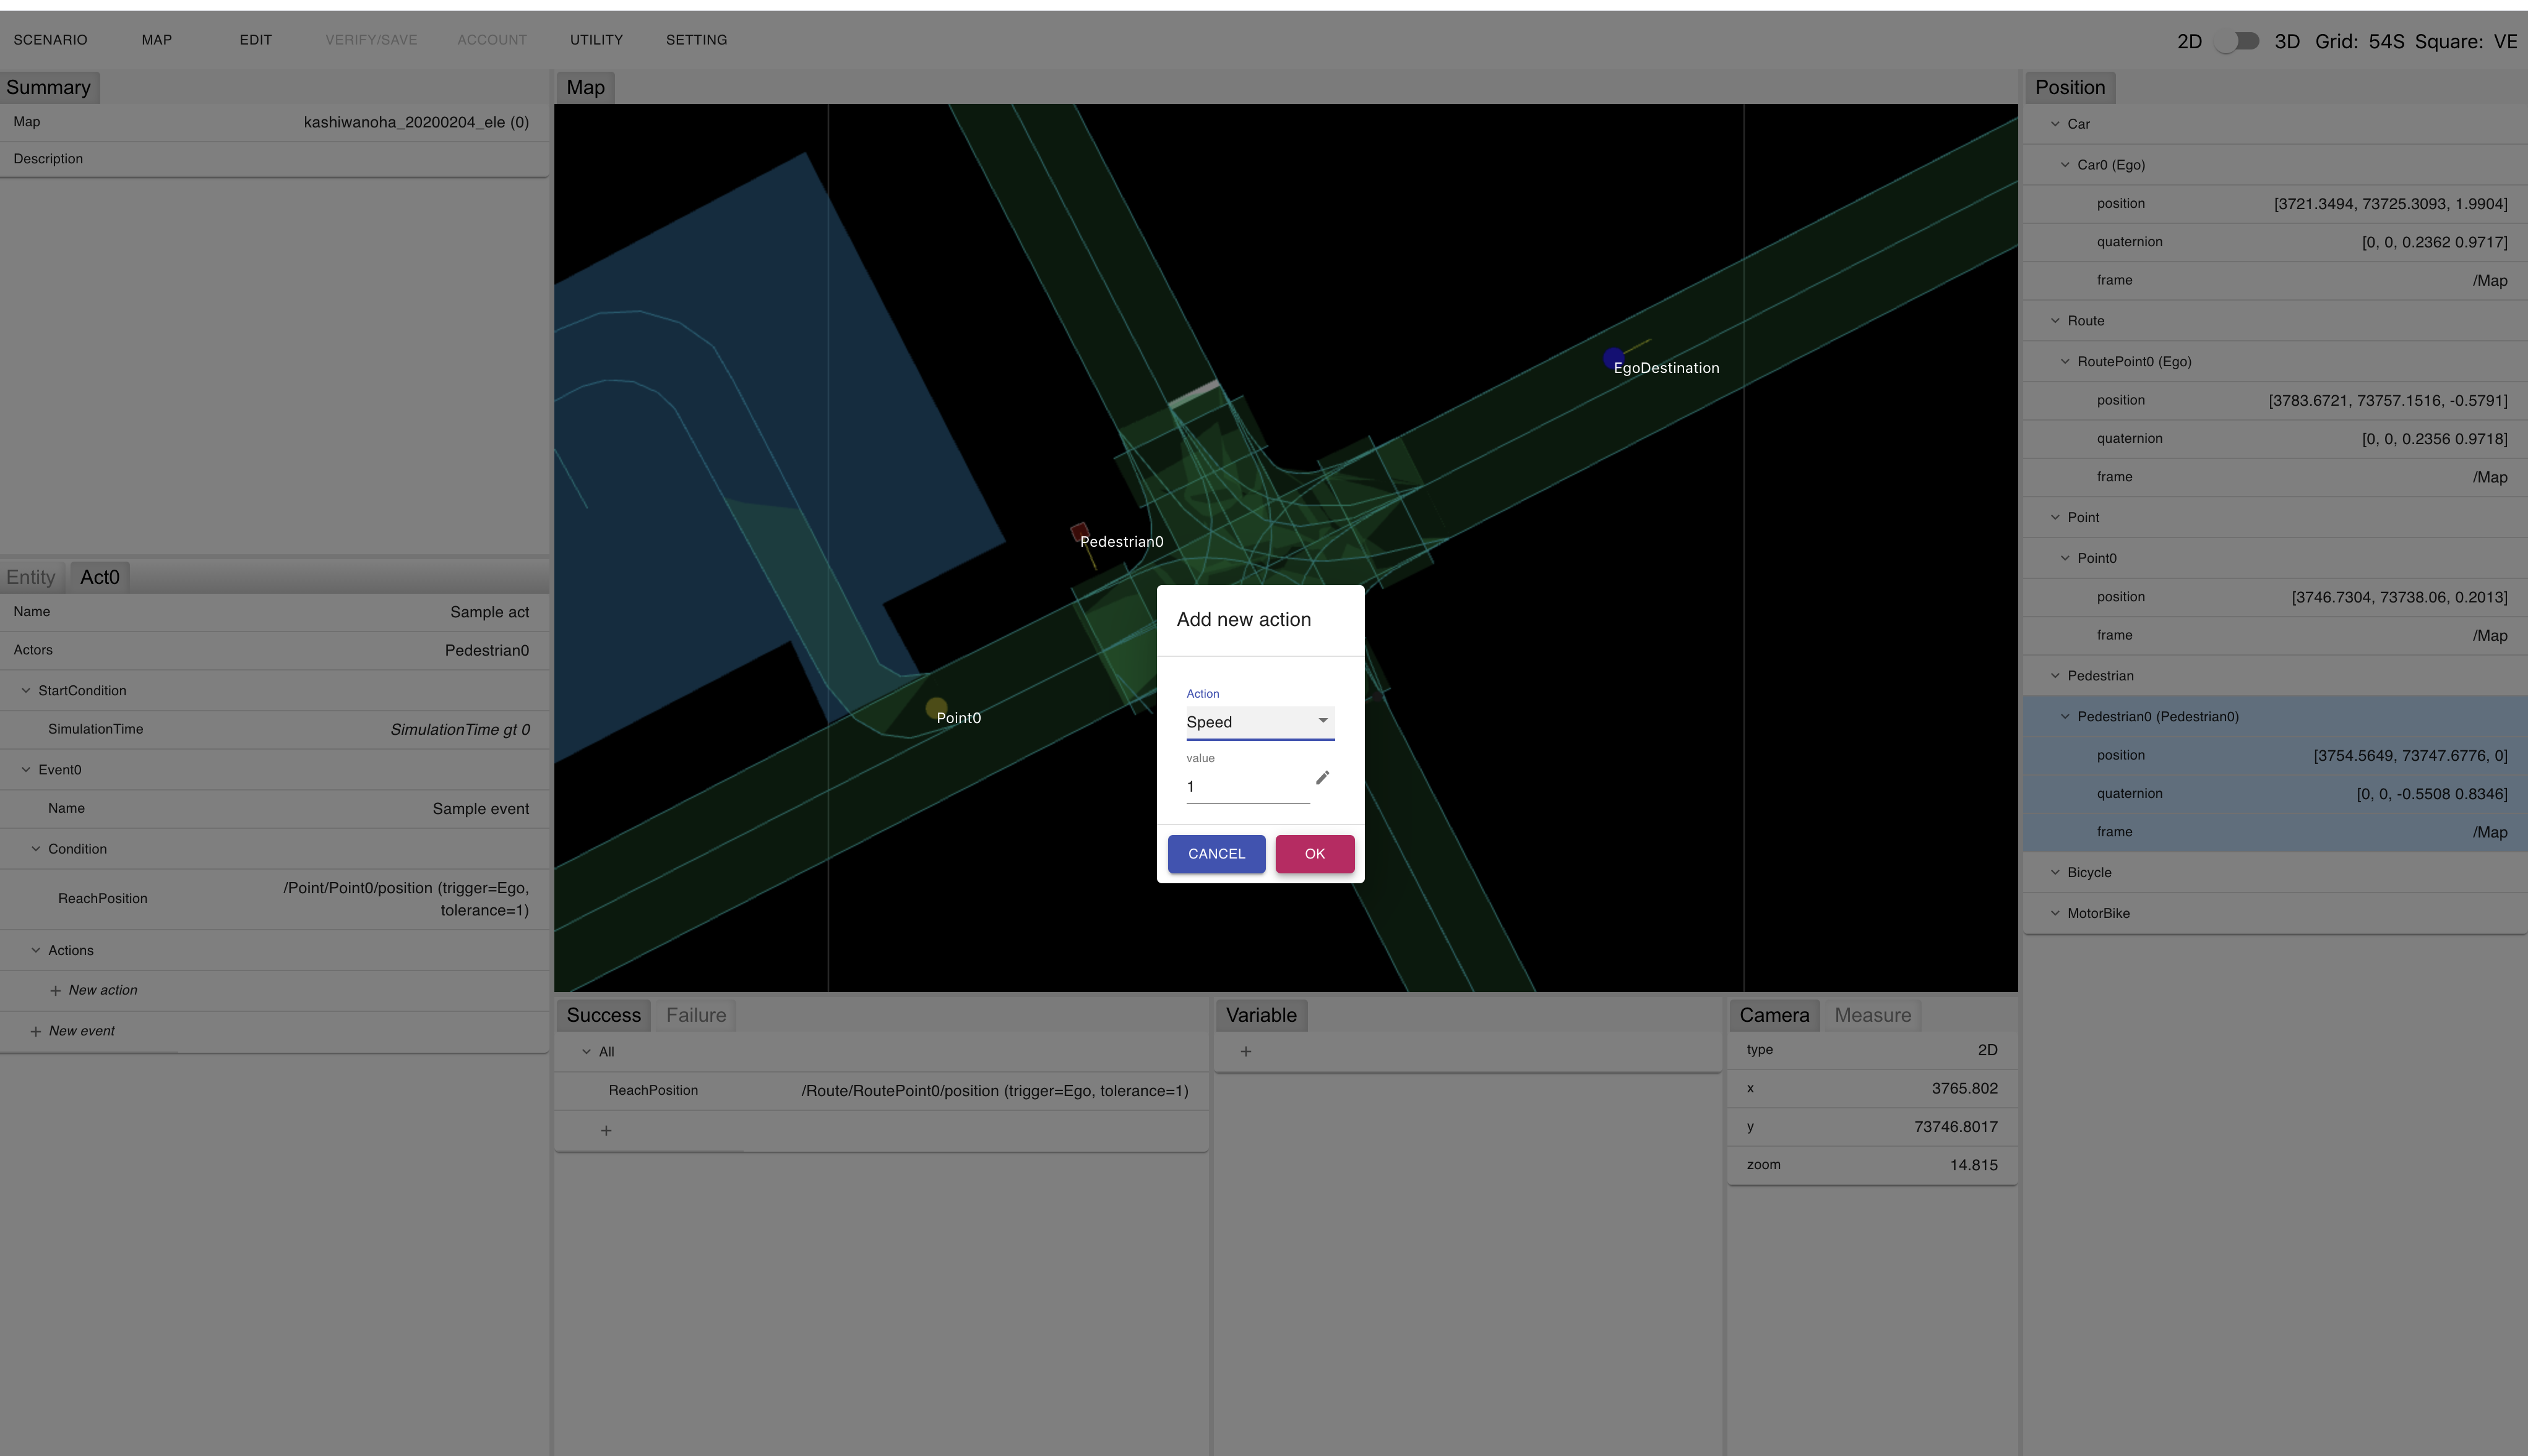 SCENARIO MAP EDIT VERIFY/SAVE ACCOUNT UTILITY SETTING 2D 3D Grid: 54S Square: VE
Summary
Map kashiwanoha_20200204_ele (0)
Description
Entity Act0
Name Sample act
Actors Pedestrian0
StartCondition
SimulationTime SimulationTime gt 0
Event0
Name Sample event
Condition
ReachPosition /Point/Point0/position (trigger=Ego,
tolerance=1)
Actions
+ New action
+ New event
Map
EgoDestination
Pedestrian0
Point0
Add new action
Action
Speed
value
1
CANCEL OK
Success Failure
All
ReachPosition /Route/RoutePoint0/position (trigger=Ego, tolerance=1)
+
Variable
+
Camera Measure
type 2D
x 3765.802
y 73746.8017
zoom 14.815
Position
Car
Car0 (Ego)
position [3721.3494, 73725.3093, 1.9904]
quaternion [0, 0, 0.2362 0.9717]
frame /Map
Route
RoutePoint0 (Ego)
position [3783.6721, 73757.1516, -0.5791]
quaternion [0, 0, 0.2356 0.9718]
frame /Map
Point
Point0
position [3746.7304, 73738.06, 0.2013]
frame /Map
Pedestrian
Pedestrian0 (Pedestrian0)
position [3754.5649, 73747.6776, 0]
quaternion [0, 0, -0.5508 0.8346]
frame /Map
Bicycle
MotorBike